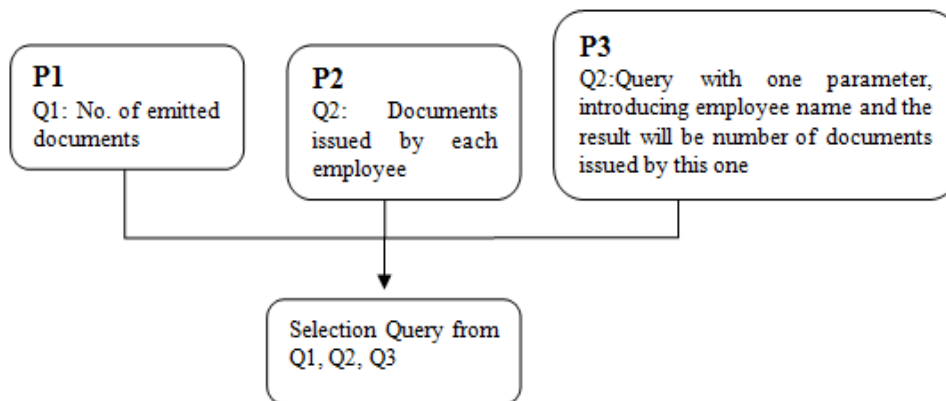 P1
Q1: No. of emitted
documents
P2
Q2: Documents
issued by each
employee
P3
Q2:Query with one parameter,
introducing employee name and the
result will be number of documents
issued by this one
Selection Query from
Q1, Q2, Q3